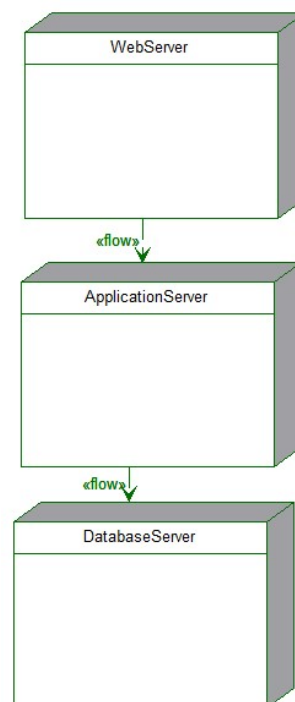 WebServer
«flow»
ApplicationServer
«flow»
DatabaseServer